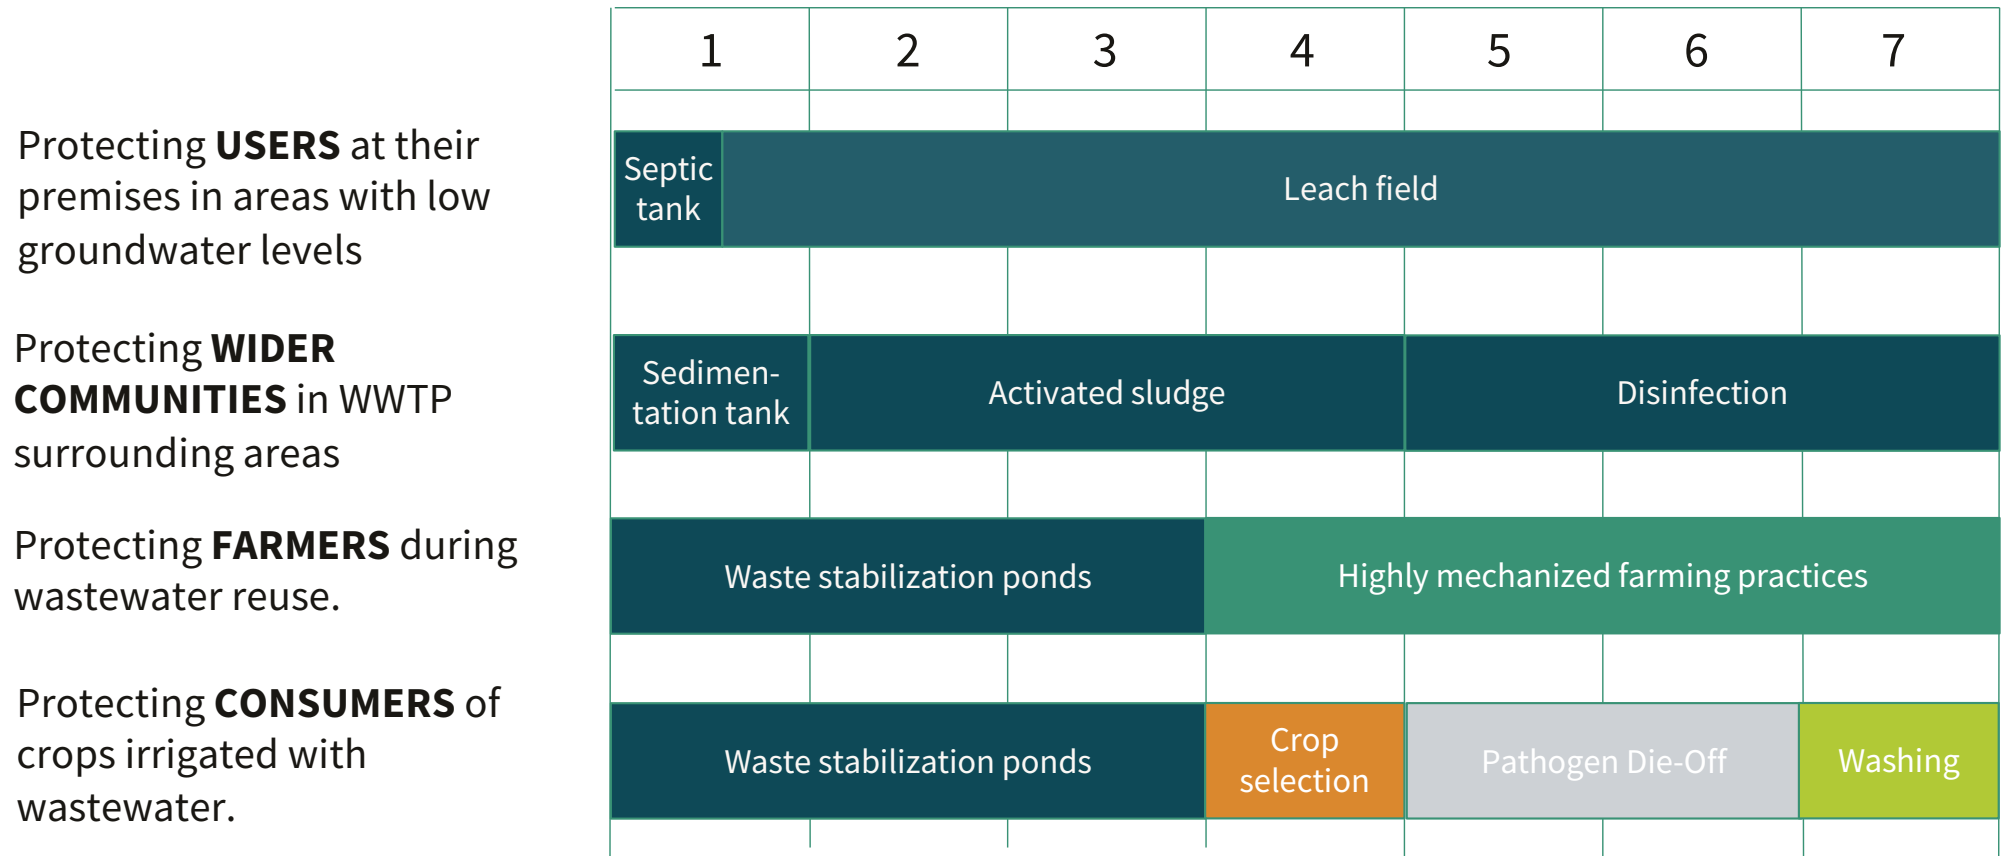 1 2 3 4 5 6 7
Protecting USERS at their
premises in areas with low
groundwater levels
Septic
tank
Leach field
Protecting WIDER
COMMUNITIES in WWTP
surrounding areas
Sedimen-
tation tank
Activated sludge
Disinfection
Protecting FARMERS during
wastewater reuse.
Waste stabilization ponds
Highly mechanized farming practices
Protecting CONSUMERS of
crops irrigated with
wastewater.
Waste stabilization ponds
Crop
selection
Pathogen Die-Off
Washing